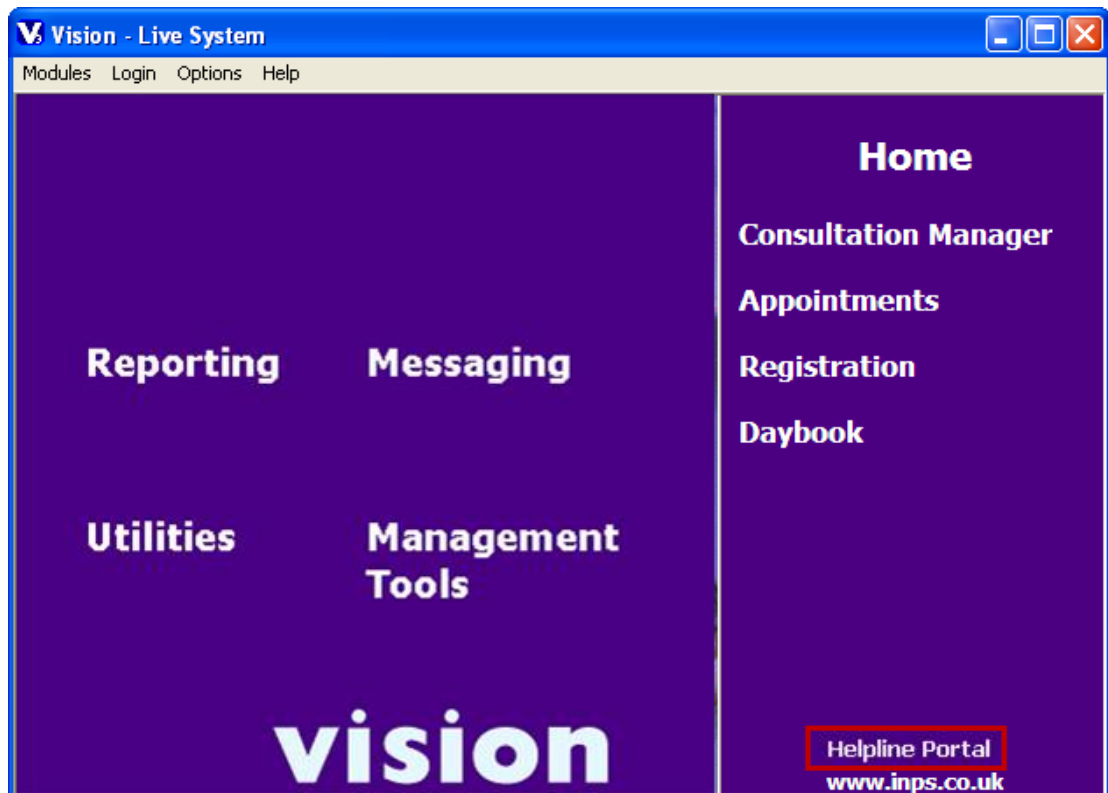 Vision - Live System
Modules Login Options Help
Reporting Messaging
Utilities Management
Tools
vision
Home
Consultation Manager
Appointments
Registration
Daybook
Helpline Portal
www.inps.co.uk